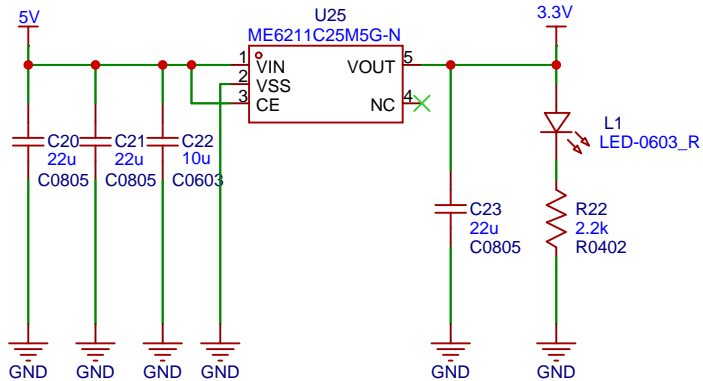 5V
U25
ME6211C25M5G-N
3.3V
1
VIN
VOUT
5
2
VSS
3
CE
NC
4
C20
22u
C0805
C21
22u
C0805
C22
10u
C0603
L1
LED-0603_R
C23
22u
C0805
R22
2.2k
R0402
GND
GND
GND
GND
GND
GND